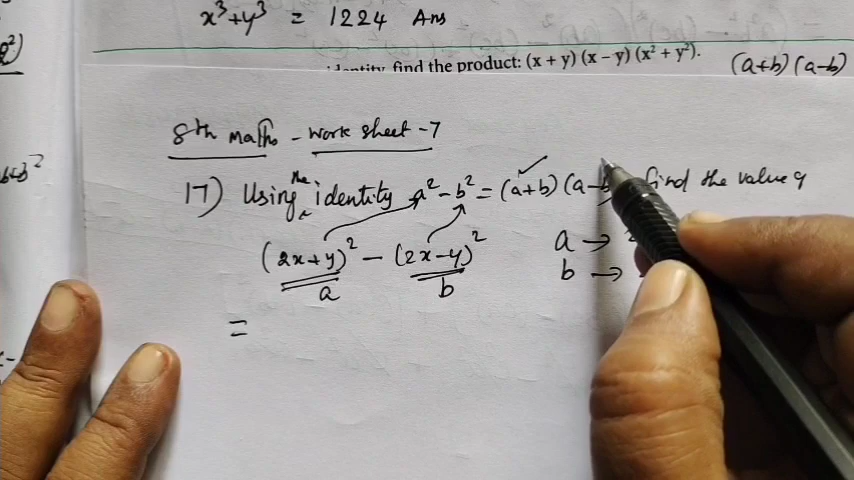 x³+y³ = 1224 Ans
identity, find the product: (x + y) (x – y) (x² + y²). (a+b) (a-b)
8th maths - work sheet -7
17) Using the identity a² - b² = (a+b) (a-b) find the value of
(2x+y)² - (2x-y)² a →
a b b →
=